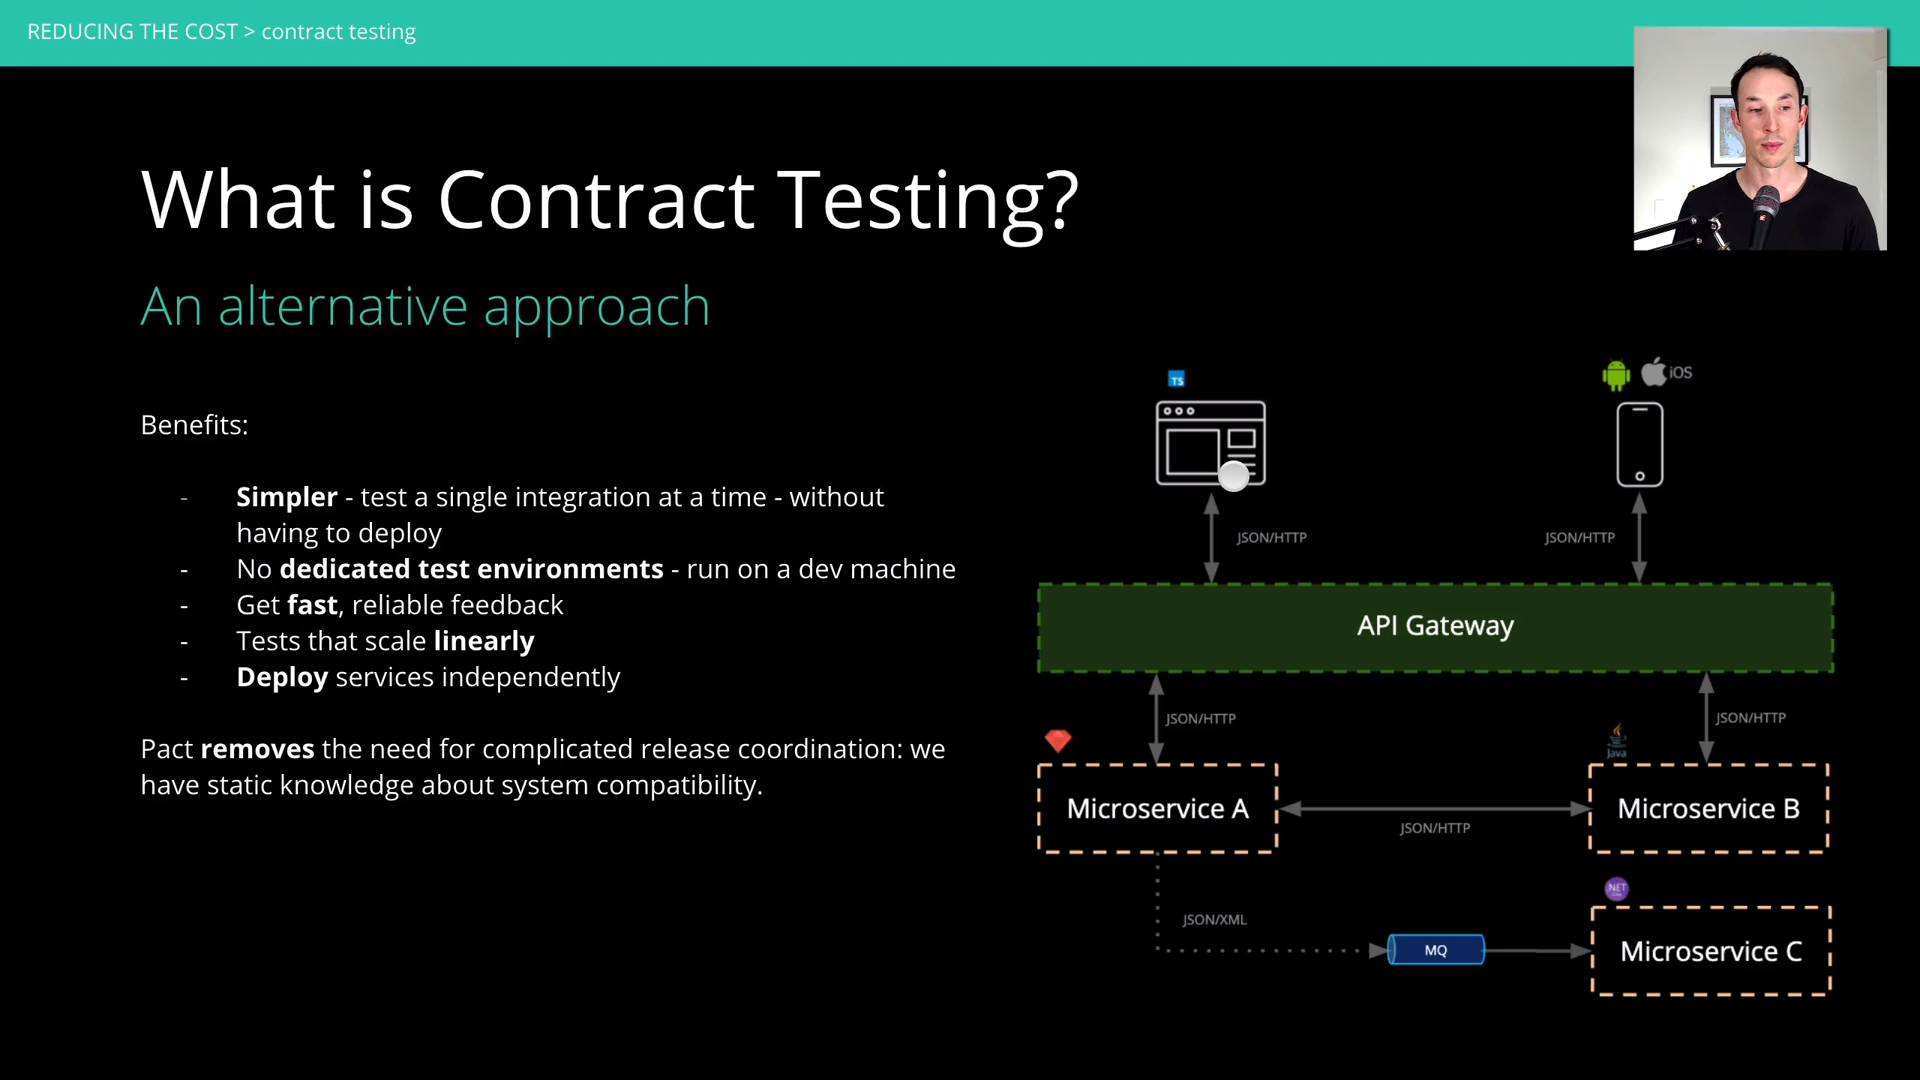 REDUCING THE COST > contract testing
What is Contract Testing?
An alternative approach
Benefits:
- Simpler - test a single integration at a time - without
having to deploy
- No dedicated test environments - run on a dev machine
- Get fast, reliable feedback
- Tests that scale linearly
- Deploy services independently
Pact removes the need for complicated release coordination: we
have static knowledge about system compatibility.
TS
iOS
JSON/HTTP
JSON/HTTP
API Gateway
JSON/HTTP
JSON/HTTP
Java
Microservice A
Microservice B
JSON/HTTP
.NET
JSON/XML
MQ
Microservice C